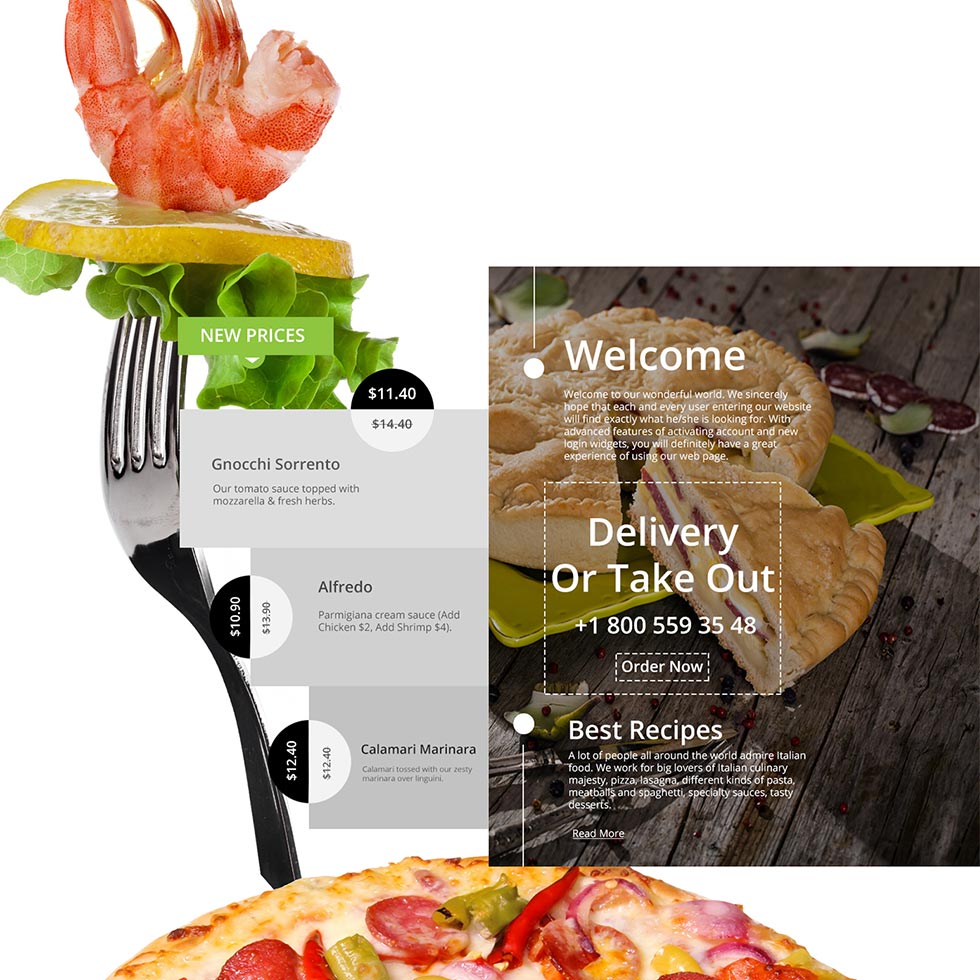 NEW PRICES
$11.40
$14.40
Gnocchi Sorrento
Our tomato sauce topped with
mozzarella & fresh herbs.
$10.90
$13.90
Alfredo
Parmigiana cream sauce (Add
Chicken $2, Add Shrimp $4).
$12.40
$12.40
Calamari Marinara
Calamari tossed with our zesty
marinara over linguini.
Welcome
Welcome to our wonderful world. We sincerely
hope that each and every user entering our website
will find exactly what he/she is looking for. With
advanced features of activating account and new
login widgets, you will definitely have a great
experience of using our web page.
Delivery
Or Take Out
+1 800 559 35 48
Order Now
Best Recipes
A lot of people all around the world admire Italian
food. We work for big lovers of Italian culinary
majesty, pizza, lasagna, different kinds of pasta,
meatballs and spaghetti, specialty sauces, tasty
desserts.
Read More